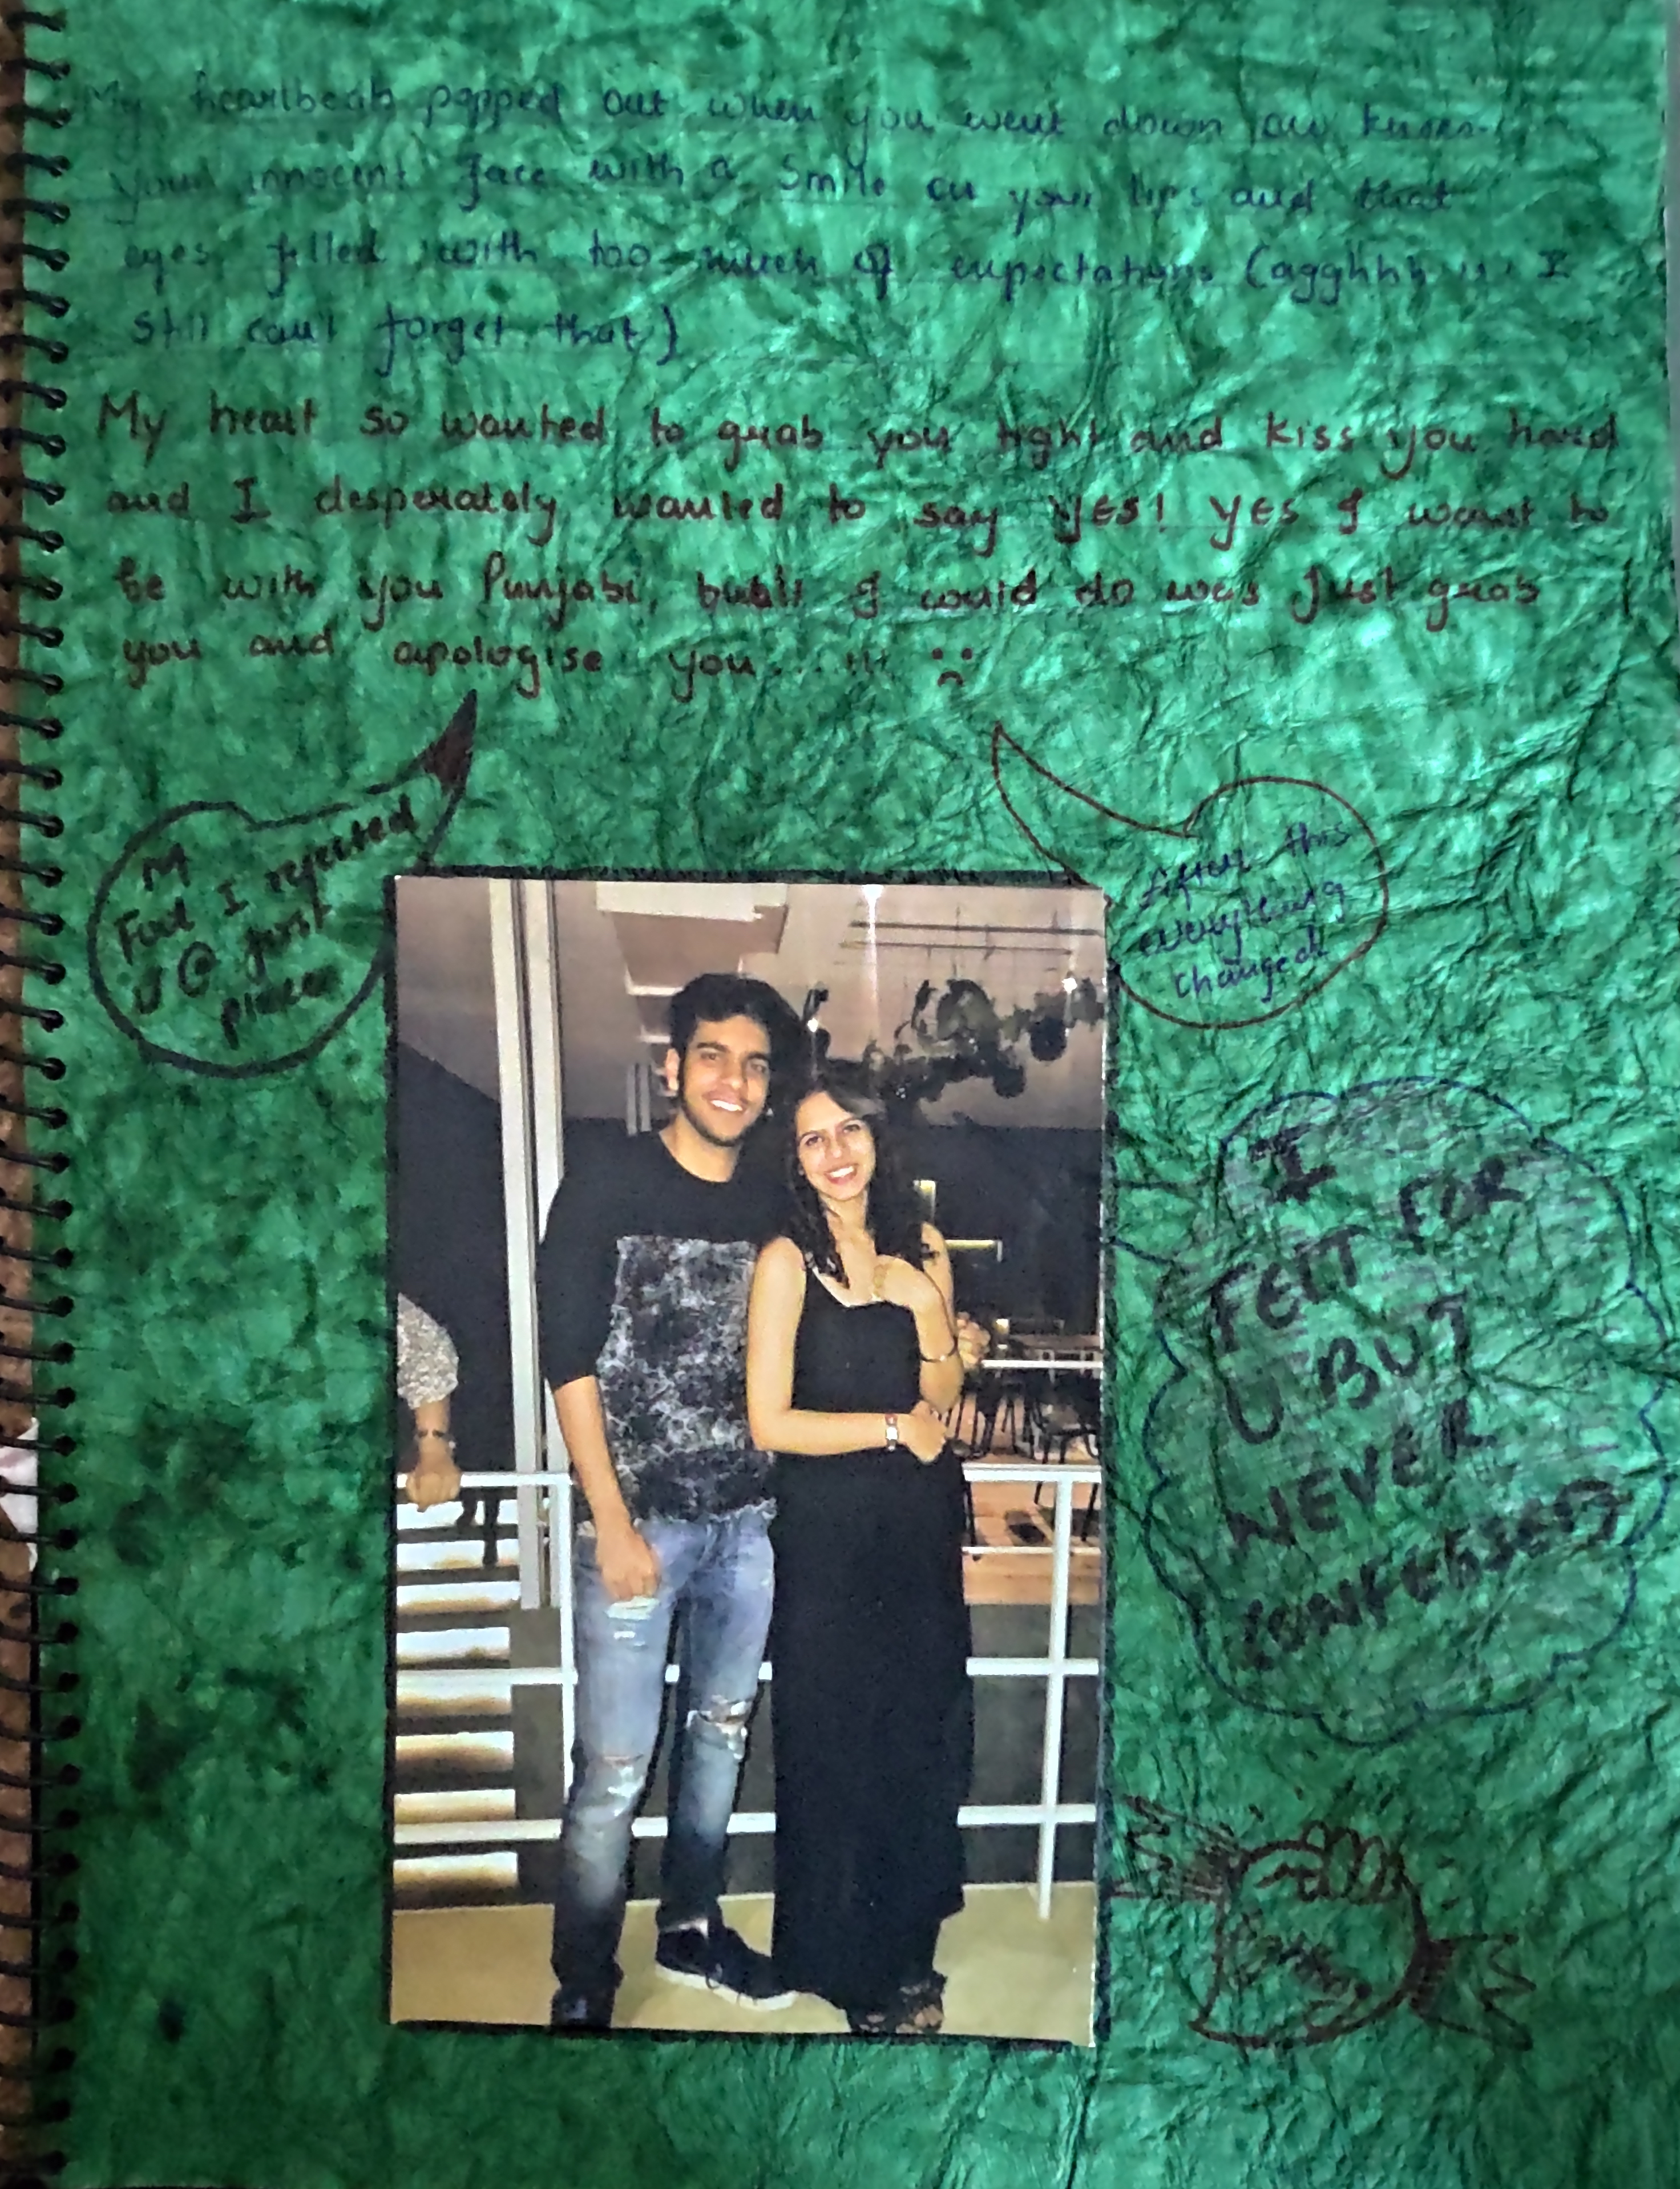 My heartbeats popped out when you went down on knees.
Your innocent face with a smile on your lips and that
eyes filled with too much of expectations (agghhh !!! I
still can't forget that)
My heart so wanted to grab you tight and kiss you hard
and I desperately wanted to say YES! YES I want to
be with you Punjabi, but I could do was just grab
you and apologise you....!!!
M
Fool I rejected
U @ first
place
After this
everything
changed
I
FELT FOR
U BUT
NEVER
CONFESSED